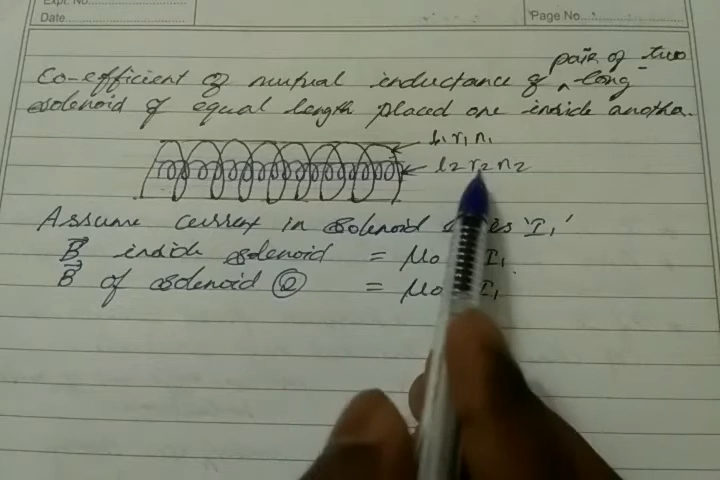 Expt. No.
Date
Page No.
Co-efficient of mutual inductance of pair of two long
solenoid of equal length placed one inside another.
l1 r1 n1
l2 r2 n2
Assume current in solenoid is 'I1'
B inside solenoid = μ0 I1
B of solenoid ② = μ0 I1